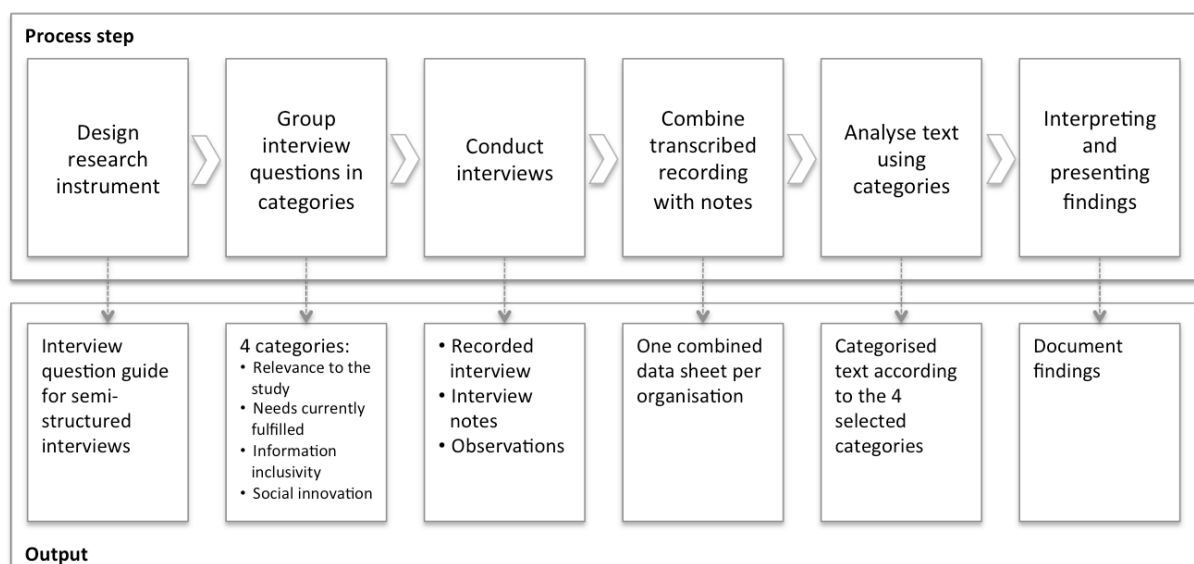 Process step
Design
research
instrument
Group
interview
questions in
categories
Conduct
interviews
Combine
transcribed
recording
with notes
Analyse text
using
categories
Interpreting
and
presenting
findings
Interview
question guide
for semi-
structured
interviews
4 categories:
• Relevance to the
study
• Needs currently
fulfilled
• Information
inclusivity
• Social innovation
• Recorded
interview
• Interview
notes
• Observations
One combined
data sheet per
organisation
Categorised
text according
to the 4
selected
categories
Document
findings
Output